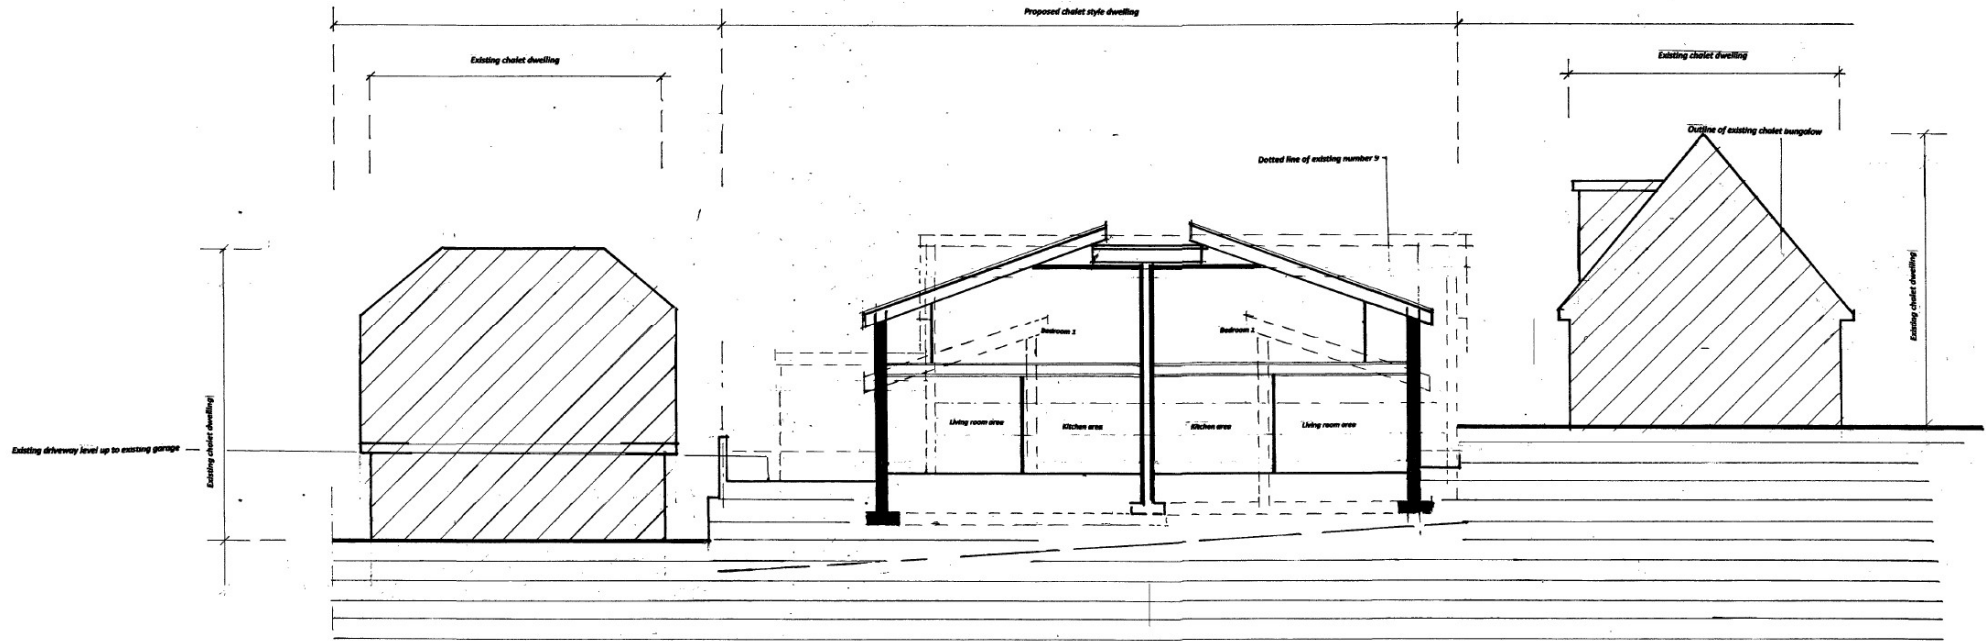 Proposed chalet style dwelling
Existing chalet dwelling
Existing chalet dwelling
Outline of existing chalet bungalow
Dotted line of existing number 9
Existing chalet dwelling
Bedroom 1
Bedroom 1
Living room area
Kitchen area
Kitchen area
Living room area
Existing chalet dwelling
Existing driveway level up to existing garage